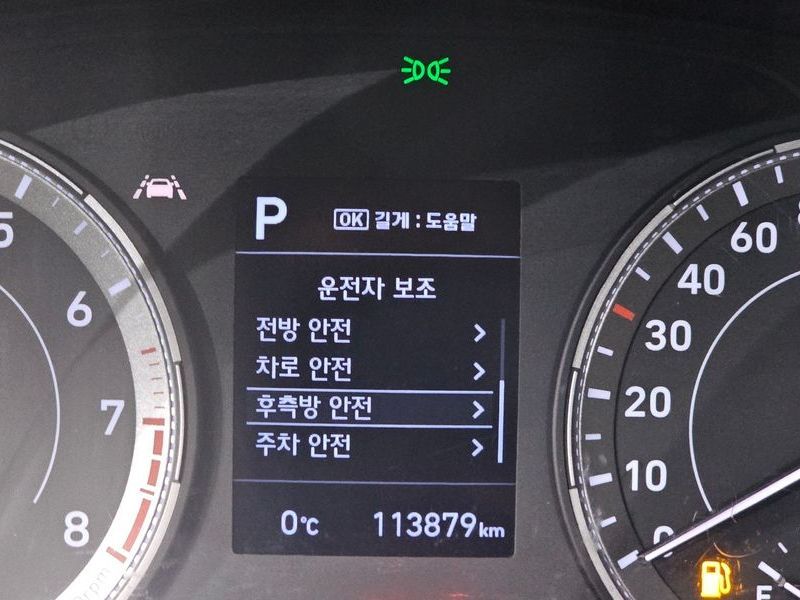 P
OK 길게 : 도움말
운전자 보조
전방 안전
차로 안전
후측방 안전
주차 안전
0℃ 113879km
5
6
7
8
rpm
60
40
30
20
10
0
E